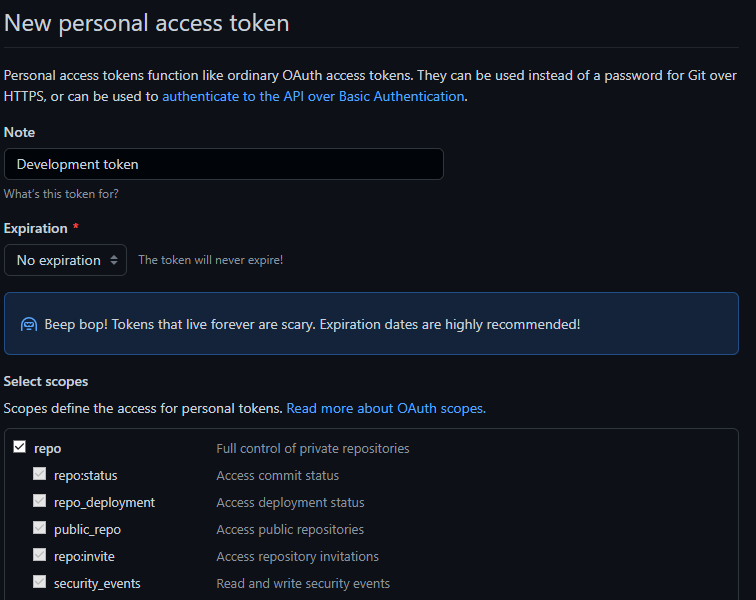 New personal access token
Personal access tokens function like ordinary OAuth access tokens. They can be used instead of a password for Git over
HTTPS, or can be used to authenticate to the API over Basic Authentication.
Note
Development token
What's this token for?
Expiration *
No expiration The token will never expire!
Beep bop! Tokens that live forever are scary. Expiration dates are highly recommended!
Select scopes
Scopes define the access for personal tokens. Read more about OAuth scopes.
repo Full control of private repositories
repo:status Access commit status
repo_deployment Access deployment status
public_repo Access public repositories
repo:invite Access repository invitations
security_events Read and write security events